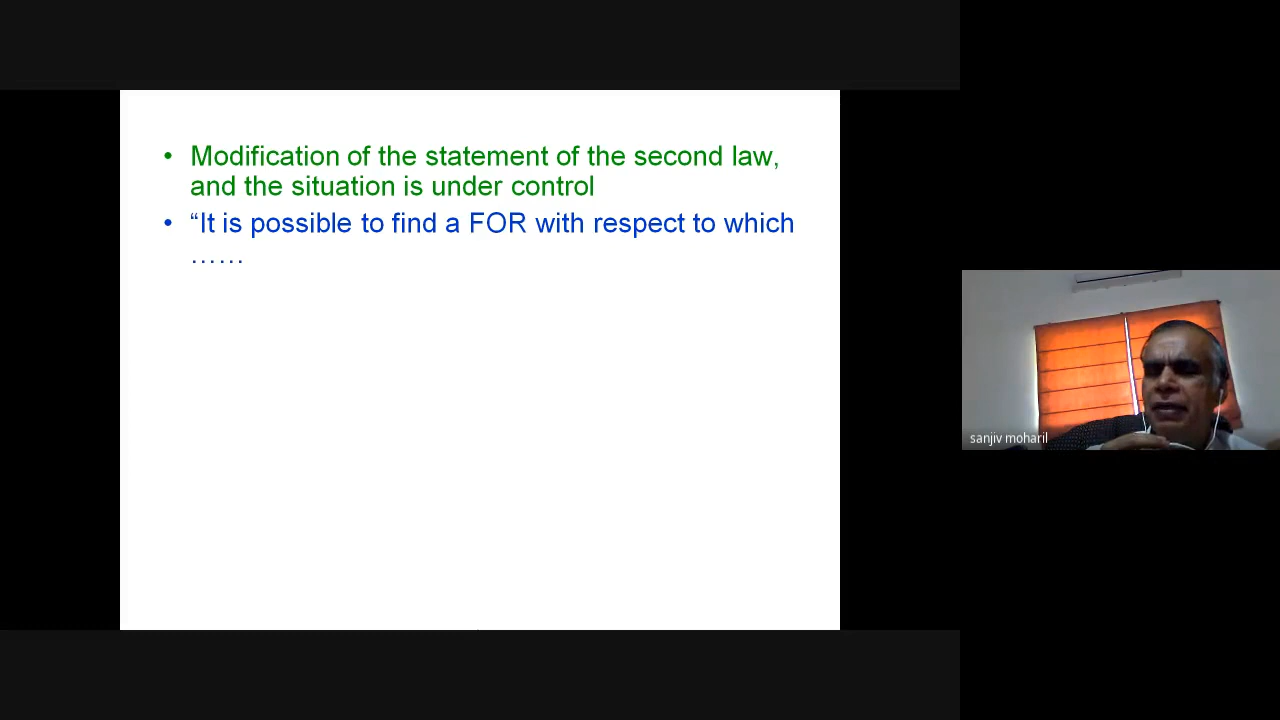 • Modification of the statement of the second law,
and the situation is under control
• “It is possible to find a FOR with respect to which
……
sanjiv moharil